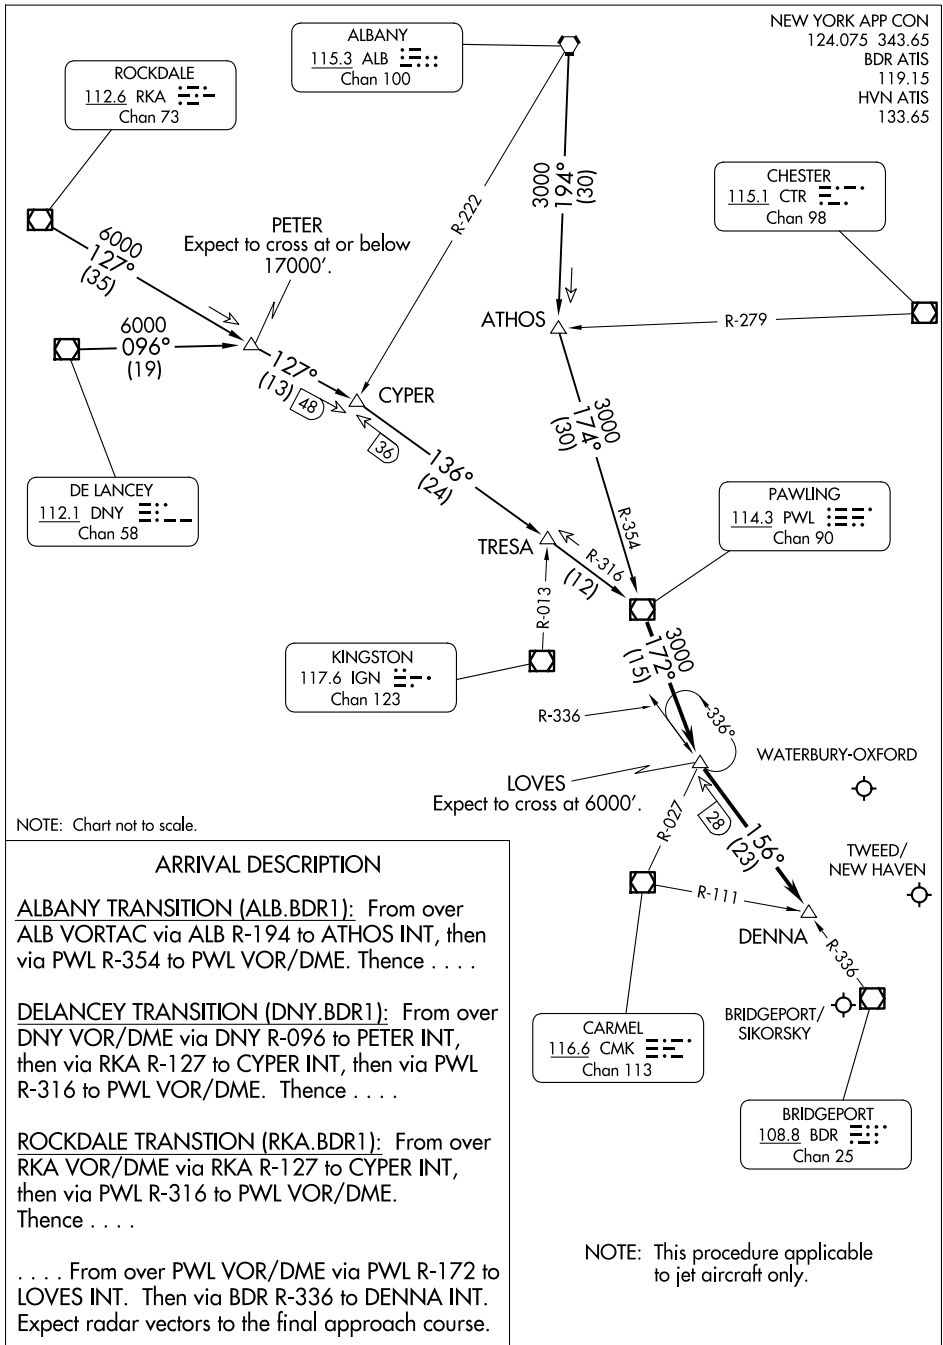 NEW YORK APP CON
124.075 343.65
BDR ATIS
119.15
HVN ATIS
133.65
ALBANY
115.3 ALB
Chan 100
ROCKDALE
112.6 RKA
Chan 73
CHESTER
115.1 CTR
Chan 98
R-222
3000
194°
(30)
PETER
Expect to cross at or below
17000'.
6000
127°
(35)
6000
096°
(19)
ATHOS
R-279
127°
(13)
48
CYPER
36
3000
174°
(30)
136°
(24)
DE LANCEY
112.1 DNY
Chan 58
PAWLING
114.3 PWL
Chan 90
R-354
TRESA
R-316
(12)
R-013
KINGSTON
117.6 IGN
Chan 123
3000
172°
(15)
R-336
336°
WATERBURY-OXFORD
LOVES
Expect to cross at 6000'.
R-027
28
156°
(23)
TWEED/
NEW HAVEN
R-111
DENNA
R-336
BRIDGEPORT/
SIKORSKY
CARMEL
116.6 CMK
Chan 113
BRIDGEPORT
108.8 BDR
Chan 25
NOTE: This procedure applicable
to jet aircraft only.
NOTE: Chart not to scale.
ARRIVAL DESCRIPTION
ALBANY TRANSITION (ALB.BDR1): From over
ALB VORTAC via ALB R-194 to ATHOS INT, then
via PWL R-354 to PWL VOR/DME. Thence . . . .
DELANCEY TRANSITION (DNY.BDR1): From over
DNY VOR/DME via DNY R-096 to PETER INT,
then via RKA R-127 to CYPER INT, then via PWL
R-316 to PWL VOR/DME. Thence . . . .
ROCKDALE TRANSTION (RKA.BDR1): From over
RKA VOR/DME via RKA R-127 to CYPER INT,
then via PWL R-316 to PWL VOR/DME.
Thence . . . .
. . . . From over PWL VOR/DME via PWL R-172 to
LOVES INT. Then via BDR R-336 to DENNA INT.
Expect radar vectors to the final approach course.